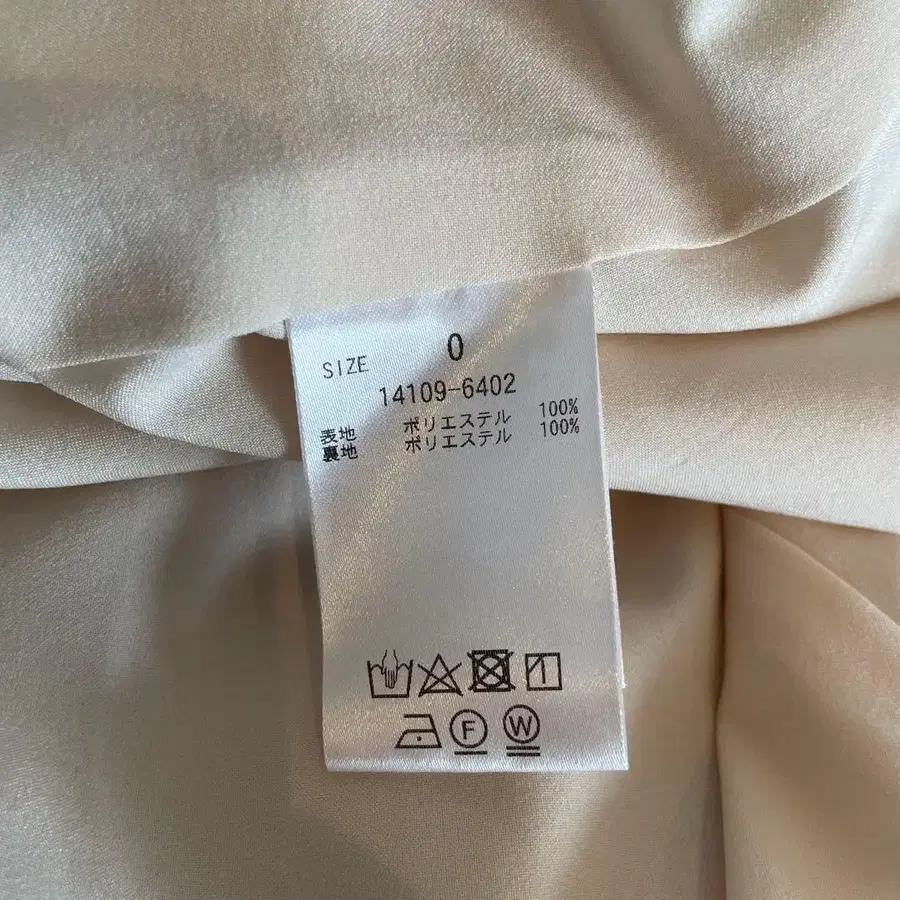 SIZE 0
14109-6402
表地 ポリエステル 100%
裏地 ポリエステル 100%
F W